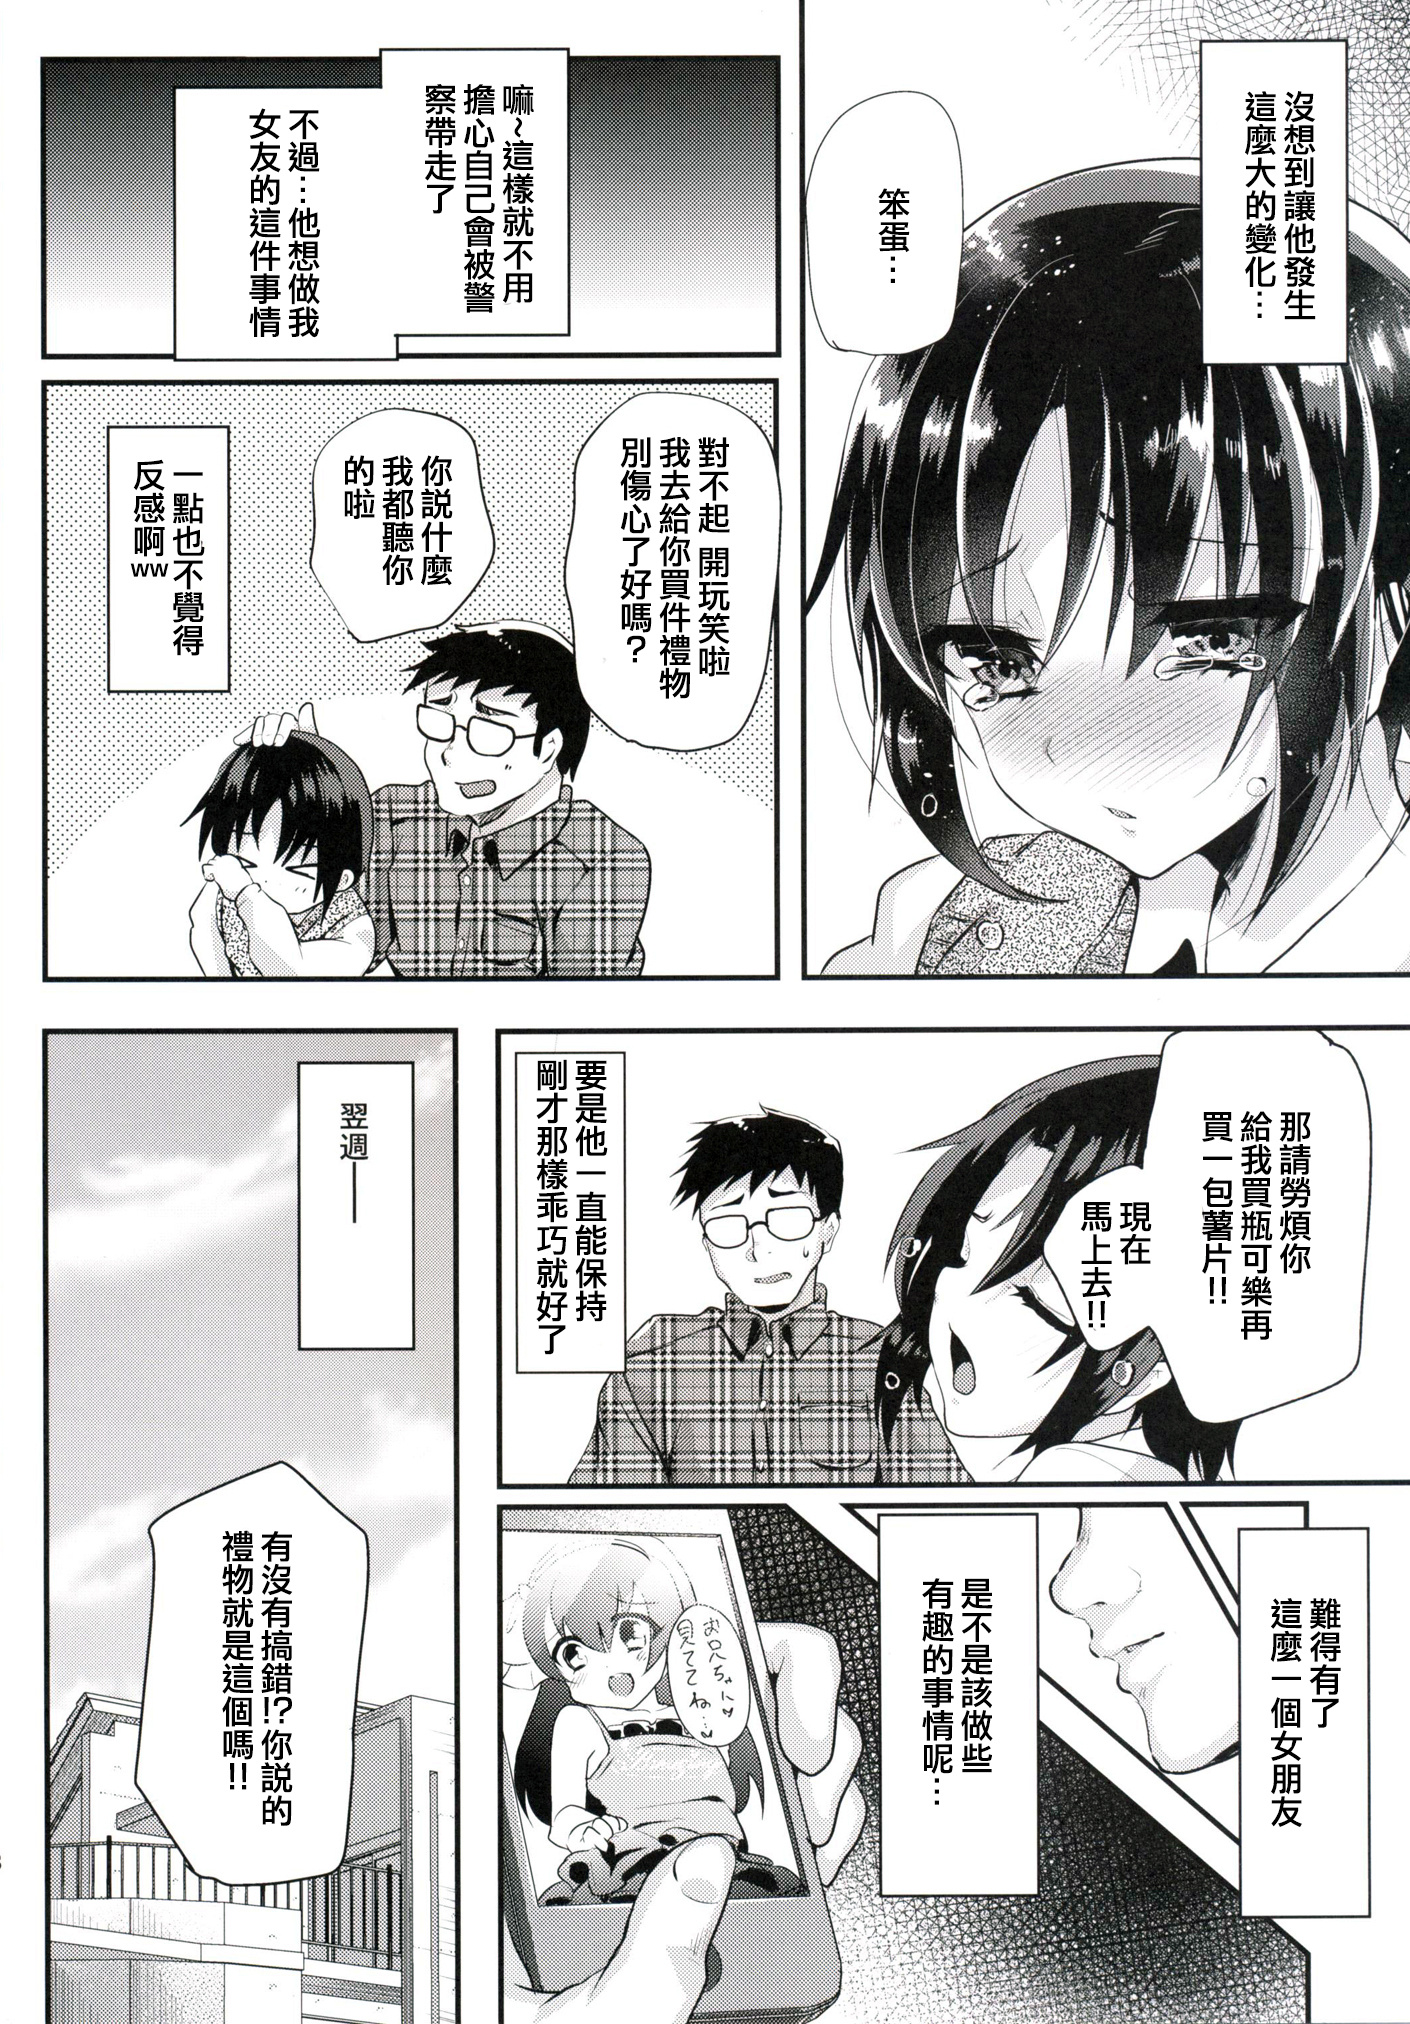 沒想到讓他發生
這麼大的變化…
笨蛋…
嘛~這樣就不用
擔心自己會被警
察帶走了
不過…他想做我
女友的這件事情
對不起 開玩笑啦
我去給你買件禮物
別傷心了好嗎？
你說什麼
我都聽你
的啦
一點也不覺得
反感啊ww
那請勞煩你
給我買瓶可樂再
買一包薯片!!
現在
馬上去!!
要是他一直能保持
剛才那樣乖巧就好了
難得有了
這麼一個女朋友
是不是該做些
有趣的事情呢…
お兄ちゃん♥
見ててね…♥
翌週──
有沒有搞錯!?你說的
禮物就是這個嗎!!